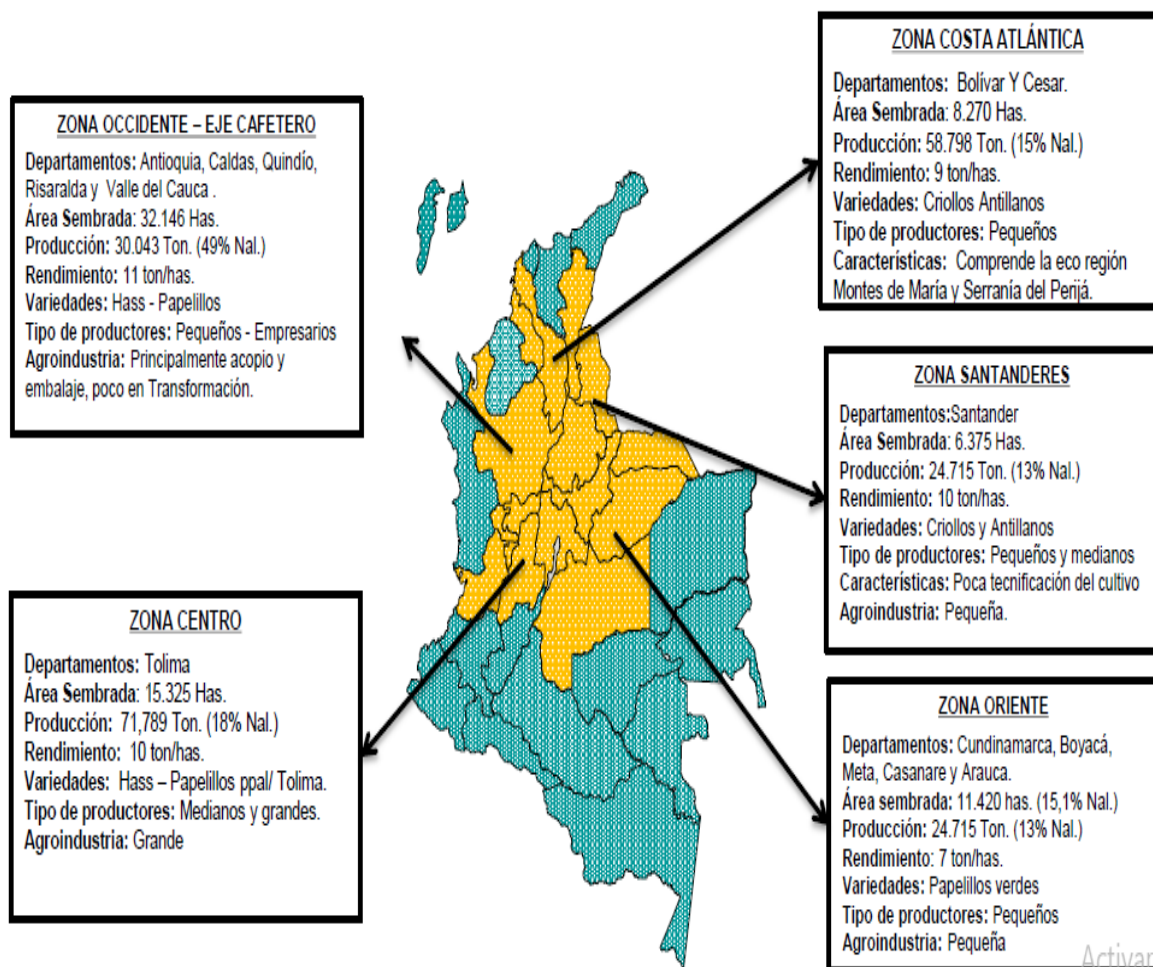 ZONA OCCIDENTE – EJE CAFETERO
Departamentos: Antioquia, Caldas, Quindío,
Risaralda y Valle del Cauca .
Área Sembrada: 32.146 Has.
Producción: 30.043 Ton. (49% Nal.)
Rendimiento: 11 ton/has.
Variedades: Hass - Papelillos
Tipo de productores: Pequeños - Empresarios
Agroindustria: Principalmente acopio y
embalaje, poco en Transformación.
ZONA COSTA ATLÁNTICA
Departamentos: Bolívar Y Cesar.
Área Sembrada: 8.270 Has.
Producción: 58.798 Ton. (15% Nal.)
Rendimiento: 9 ton/has.
Variedades: Criollos Antillanos
Tipo de productores: Pequeños
Características: Comprende la eco región
Montes de María y Serranía del Perijá.
ZONA SANTANDERES
Departamentos:Santander
Área Sembrada: 6.375 Has.
Producción: 24.715 Ton. (13% Nal.)
Rendimiento: 10 ton/has.
Variedades: Criollos y Antillanos
Tipo de productores: Pequeños y medianos
Características: Poca tecnificación del cultivo
Agroindustria: Pequeña.
ZONA CENTRO
Departamentos: Tolima
Área Sembrada: 15.325 Has.
Producción: 71,789 Ton. (18% Nal.)
Rendimiento: 10 ton/has.
Variedades: Hass – Papelillos ppal/ Tolima.
Tipo de productores: Medianos y grandes.
Agroindustria: Grande
ZONA ORIENTE
Departamentos: Cundinamarca, Boyacá,
Meta, Casanare y Arauca.
Área sembrada: 11.420 has. (15,1% Nal.)
Producción: 24.715 Ton. (13% Nal.)
Rendimiento: 7 ton/has.
Variedades: Papelillos verdes
Tipo de productores: Pequeños
Agroindustria: Pequeña
Activar